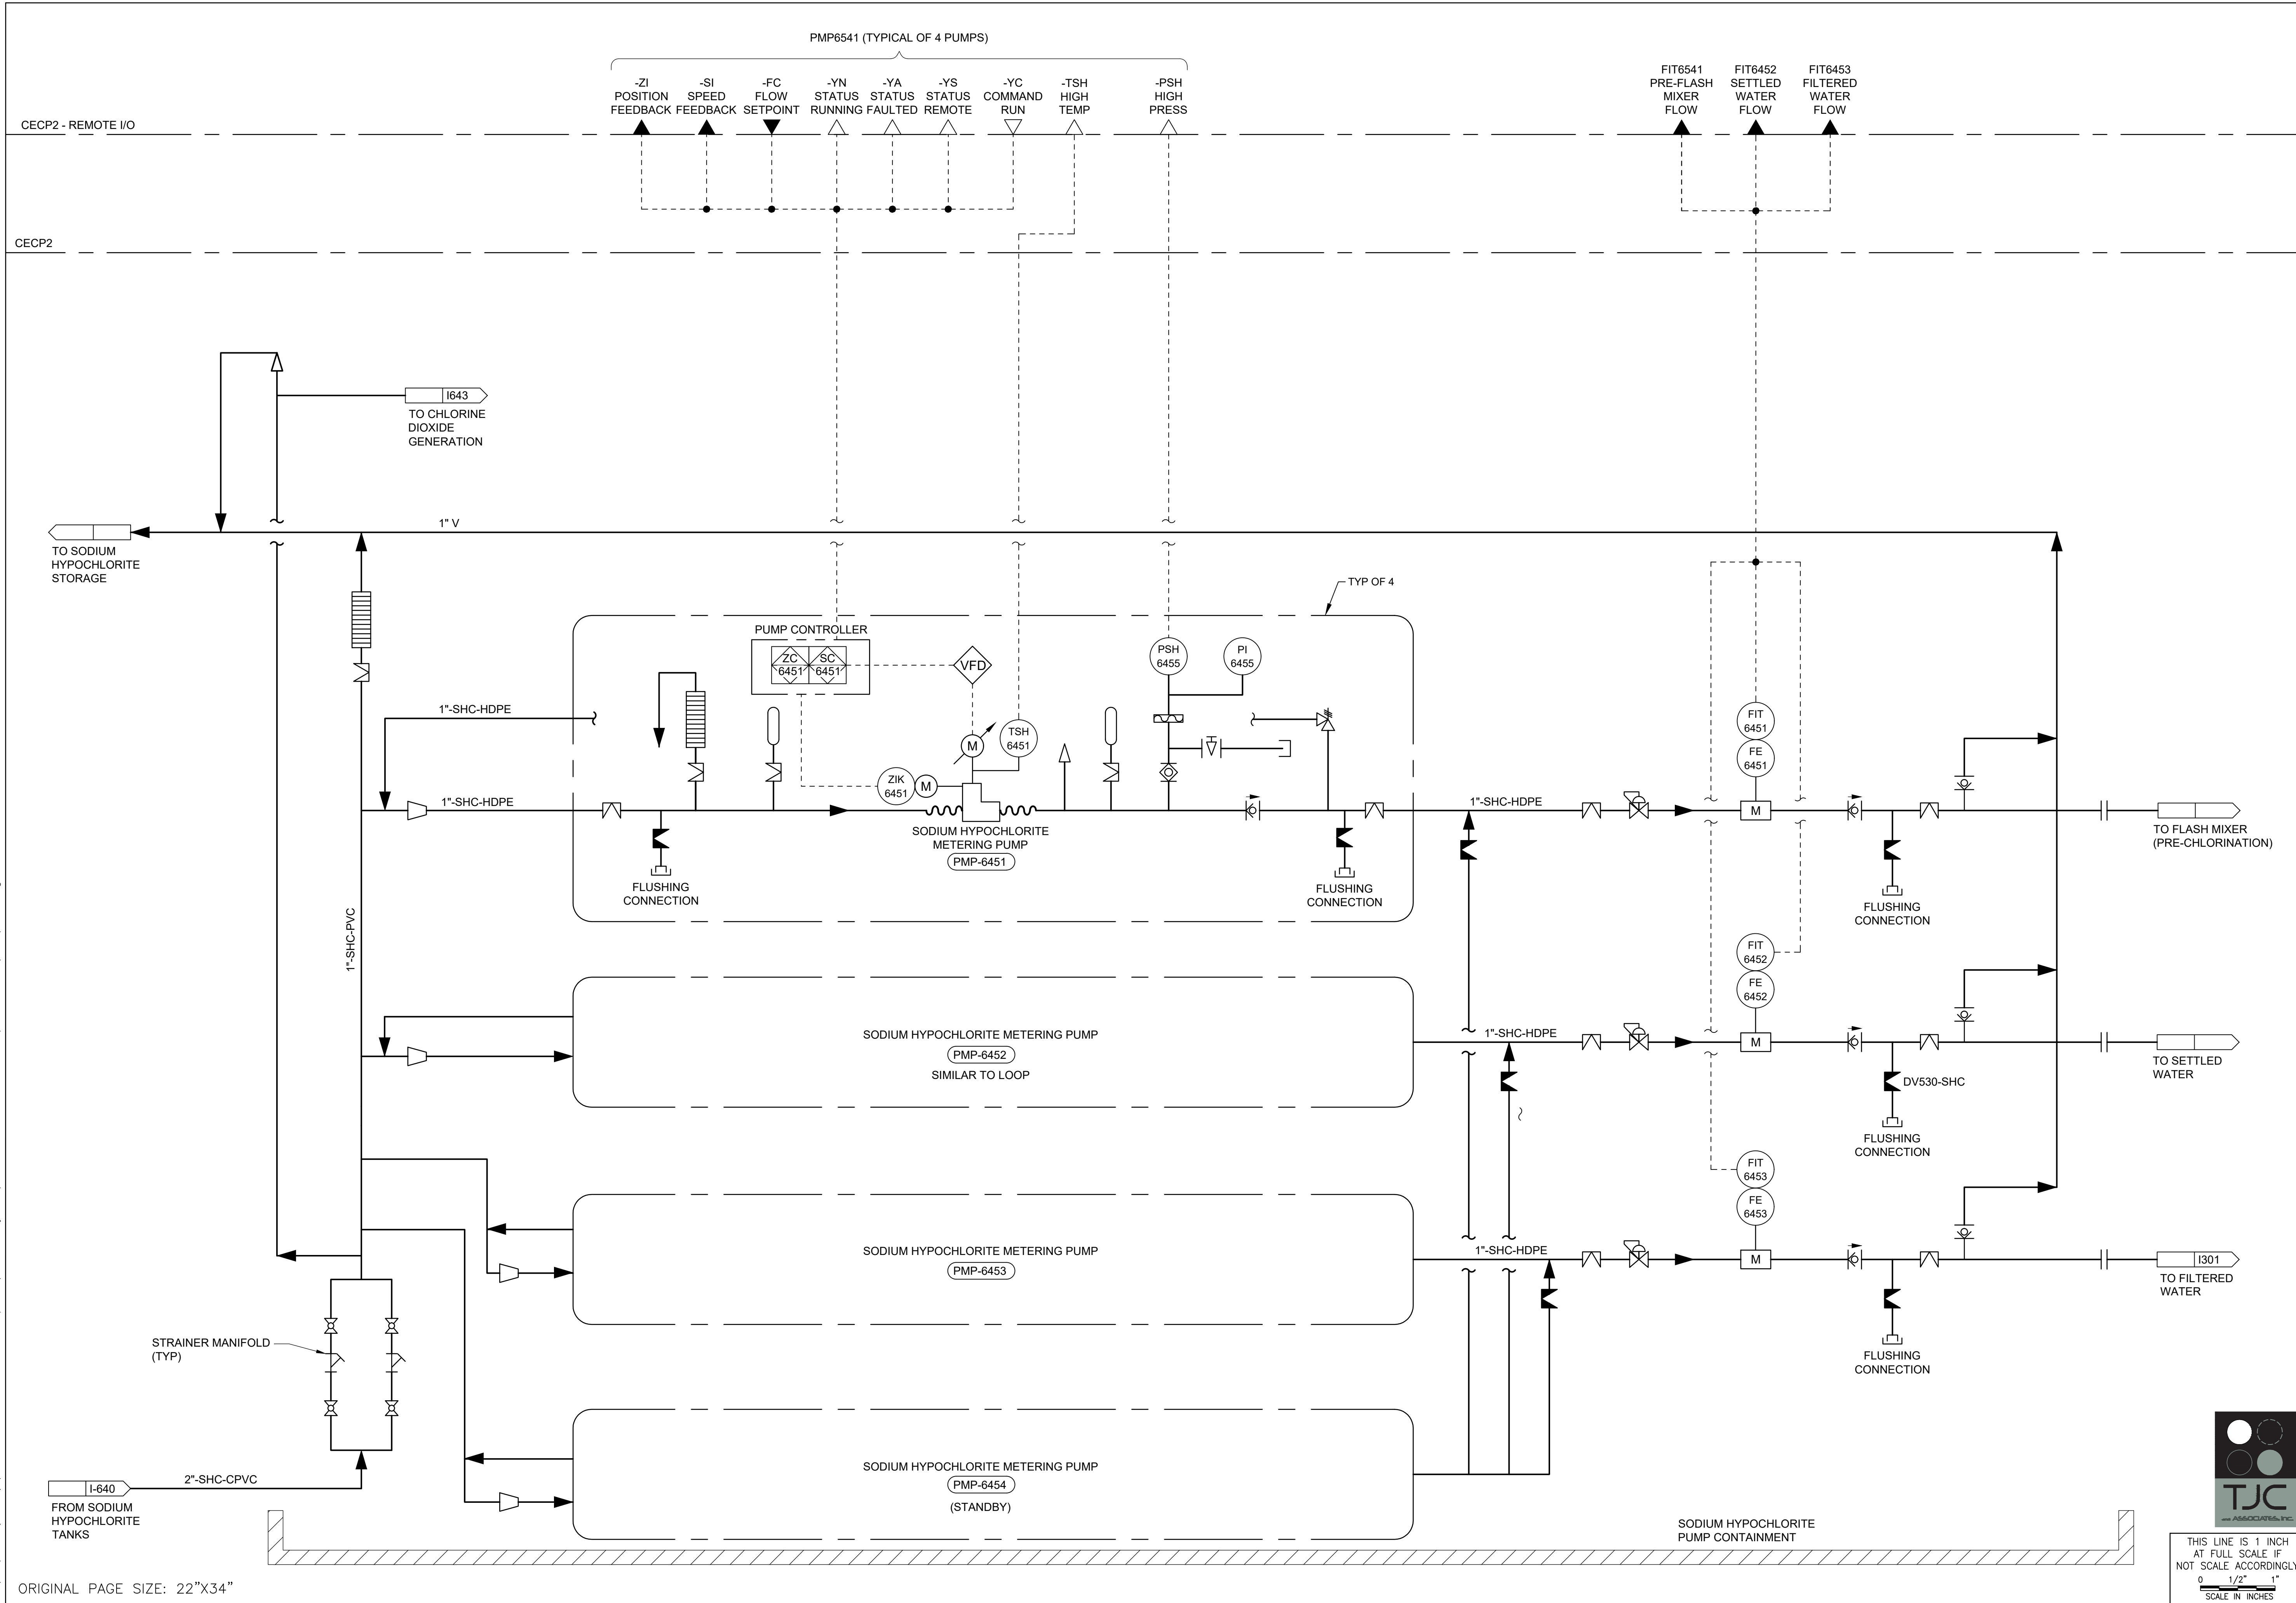 PMP6541 (TYPICAL OF 4 PUMPS)
-ZI
POSITION
FEEDBACK
-SI
SPEED
FEEDBACK
-FC
FLOW
SETPOINT
-YN
STATUS
RUNNING
-YA
STATUS
FAULTED
-YS
STATUS
REMOTE
-YC
COMMAND
RUN
-TSH
HIGH
TEMP
-PSH
HIGH
PRESS
FIT6541
PRE-FLASH
MIXER
FLOW
FIT6452
SETTLED
WATER
FLOW
FIT6453
FILTERED
WATER
FLOW
CECP2 - REMOTE I/O
CECP2
I643
TO CHLORINE
DIOXIDE
GENERATION
1" V
TO SODIUM
HYPOCHLORITE
STORAGE
TYP OF 4
PUMP CONTROLLER
ZC
6451
SC
6451
VFD
PSH
6455
PI
6455
1"-SHC-HDPE
M
TSH
6451
ZIK
6451
M
FIT
6451
FE
6451
1"-SHC-HDPE
1"-SHC-HDPE
M
SODIUM HYPOCHLORITE
METERING PUMP
PMP-6451
TO FLASH MIXER
(PRE-CHLORINATION)
FLUSHING
CONNECTION
FLUSHING
CONNECTION
FLUSHING
CONNECTION
1"-SHC-PVC
FIT
6452
FE
6452
SODIUM HYPOCHLORITE METERING PUMP
PMP-6452
SIMILAR TO LOOP
1"-SHC-HDPE
M
TO SETTLED
WATER
DV530-SHC
FLUSHING
CONNECTION
FIT
6453
FE
6453
SODIUM HYPOCHLORITE METERING PUMP
PMP-6453
1"-SHC-HDPE
M
I301
TO FILTERED
WATER
FLUSHING
CONNECTION
STRAINER MANIFOLD
(TYP)
SODIUM HYPOCHLORITE METERING PUMP
PMP-6454
(STANDBY)
I-640
2"-SHC-CPVC
FROM SODIUM
HYPOCHLORITE
TANKS
SODIUM HYPOCHLORITE
PUMP CONTAINMENT
TJC
AND ASSOCIATES, INC.
THIS LINE IS 1 INCH
AT FULL SCALE IF
NOT SCALE ACCORDINGLY
0 1/2" 1"
SCALE IN INCHES
ORIGINAL PAGE SIZE: 22"X34"